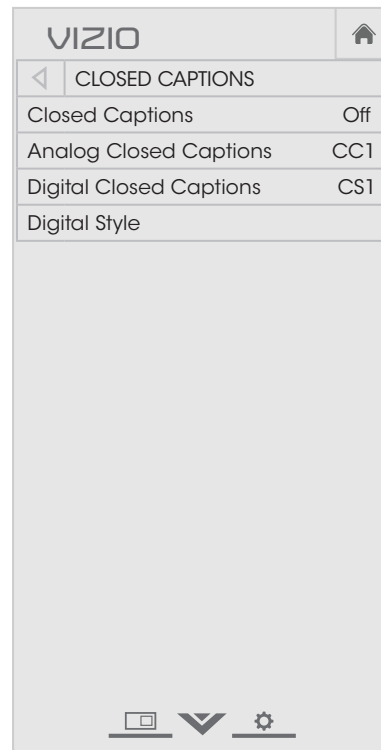 VIZIO
CLOSED CAPTIONS
Closed Captions Off
Analog Closed Captions CC1
Digital Closed Captions CS1
Digital Style